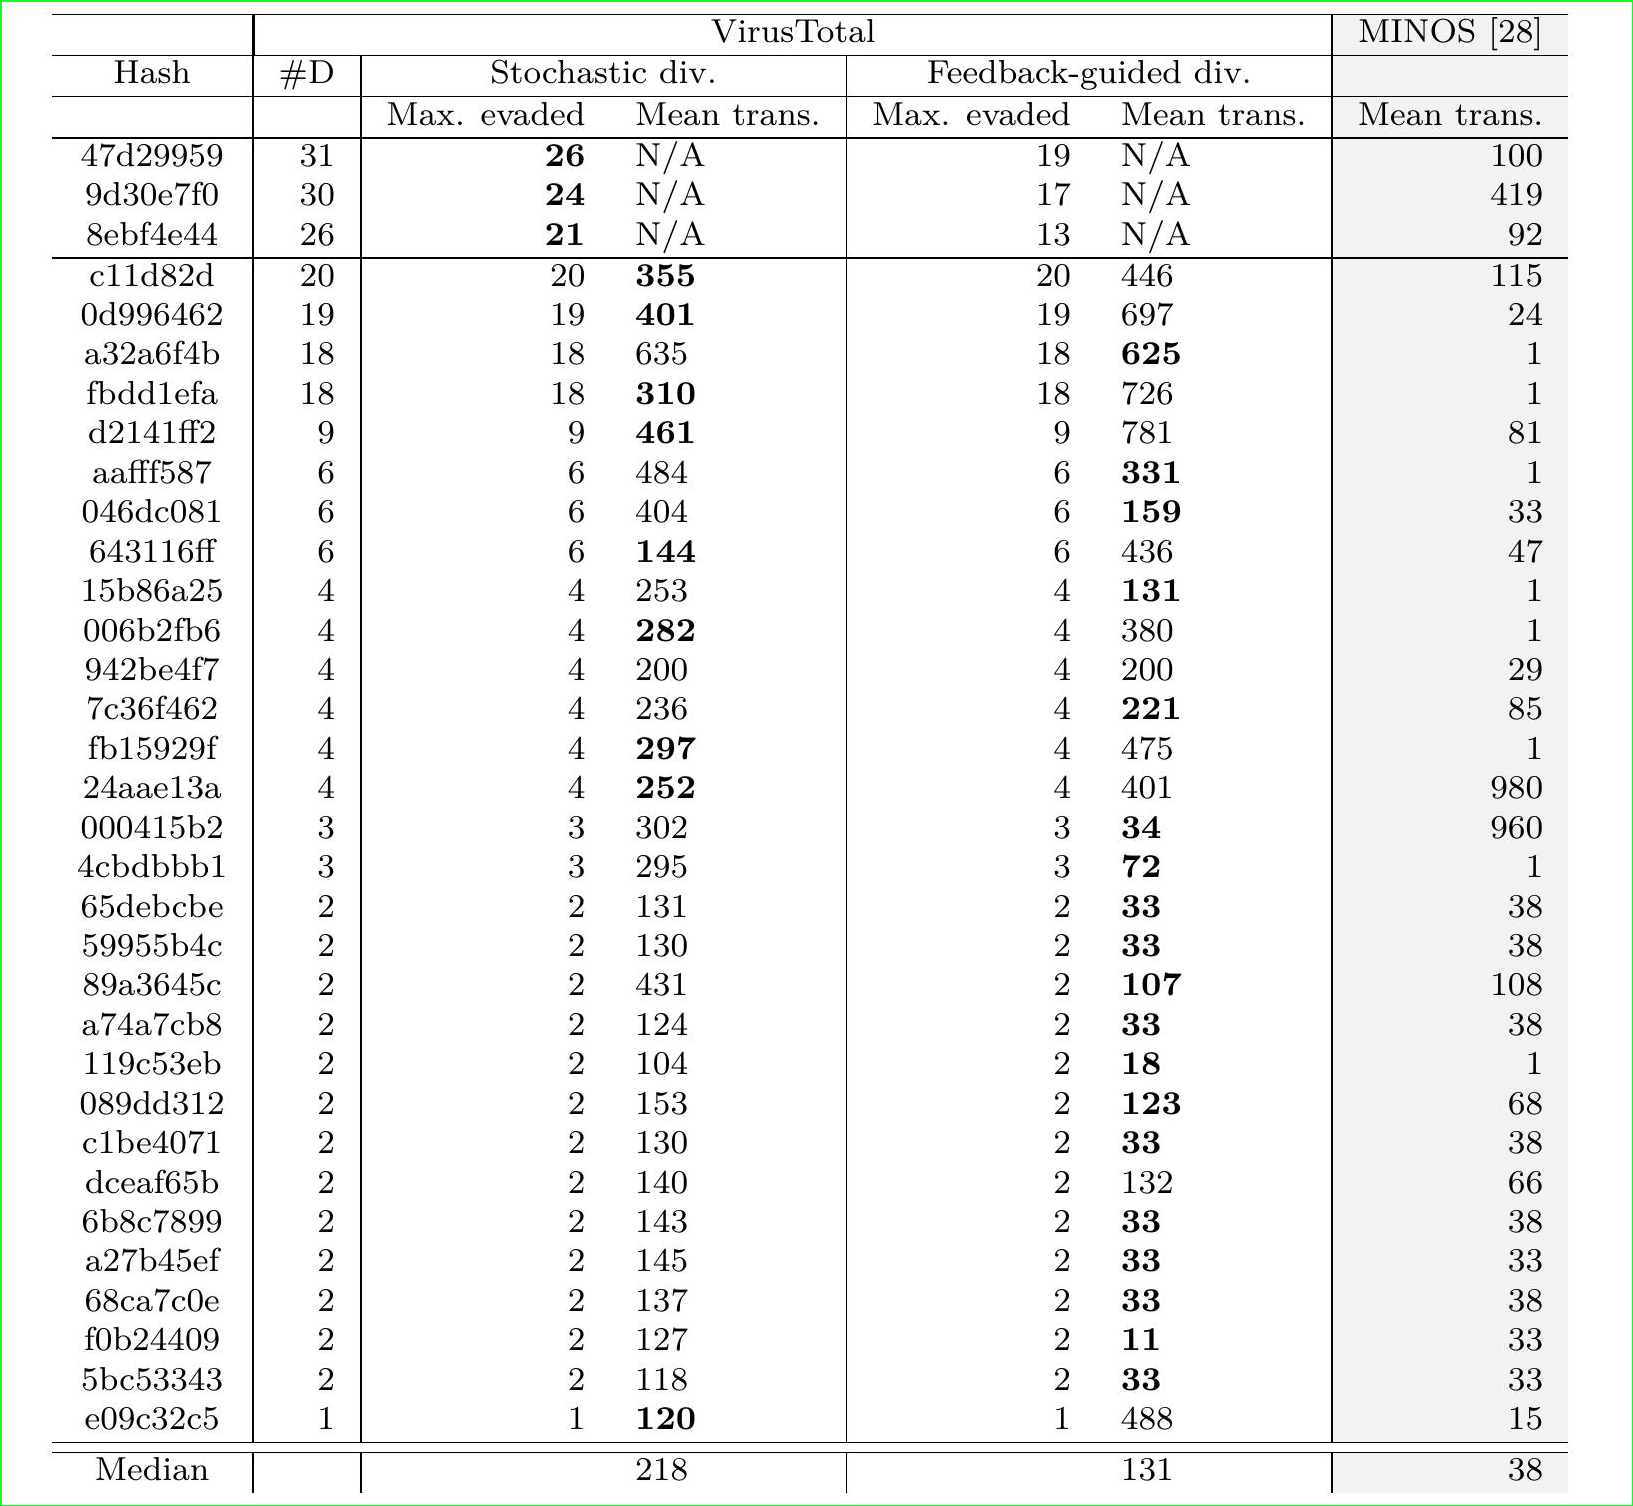 VirusTotal MINOS [28]
Hash #D Stochastic div. Feedback-guided div.
Max. evaded Mean trans. Max. evaded Mean trans. Mean trans.
47d29959 31 26 N/A 19 N/A 100
9d30e7f0 30 24 N/A 17 N/A 419
8ebf4e44 26 21 N/A 13 N/A 92
c11d82d 20 20 355 20 446 115
0d996462 19 19 401 19 697 24
a32a6f4b 18 18 635 18 625 1
fbdd1efa 18 18 310 18 726 1
d2141ff2 9 9 461 9 781 81
aafff587 6 6 484 6 331 1
046dc081 6 6 404 6 159 33
643116ff 6 6 144 6 436 47
15b86a25 4 4 253 4 131 1
006b2fb6 4 4 282 4 380 1
942be4f7 4 4 200 4 200 29
7c36f462 4 4 236 4 221 85
fb15929f 4 4 297 4 475 1
24aae13a 4 4 252 4 401 980
000415b2 3 3 302 3 34 960
4cbdbbb1 3 3 295 3 72 1
65debcbe 2 2 131 2 33 38
59955b4c 2 2 130 2 33 38
89a3645c 2 2 431 2 107 108
a74a7cb8 2 2 124 2 33 38
119c53eb 2 2 104 2 18 1
089dd312 2 2 153 2 123 68
c1be4071 2 2 130 2 33 38
dceaf65b 2 2 140 2 132 66
6b8c7899 2 2 143 2 33 38
a27b45ef 2 2 145 2 33 33
68ca7c0e 2 2 137 2 33 38
f0b24409 2 2 127 2 11 33
5bc53343 2 2 118 2 33 33
e09c32c5 1 1 120 1 488 15
Median 218 131 38